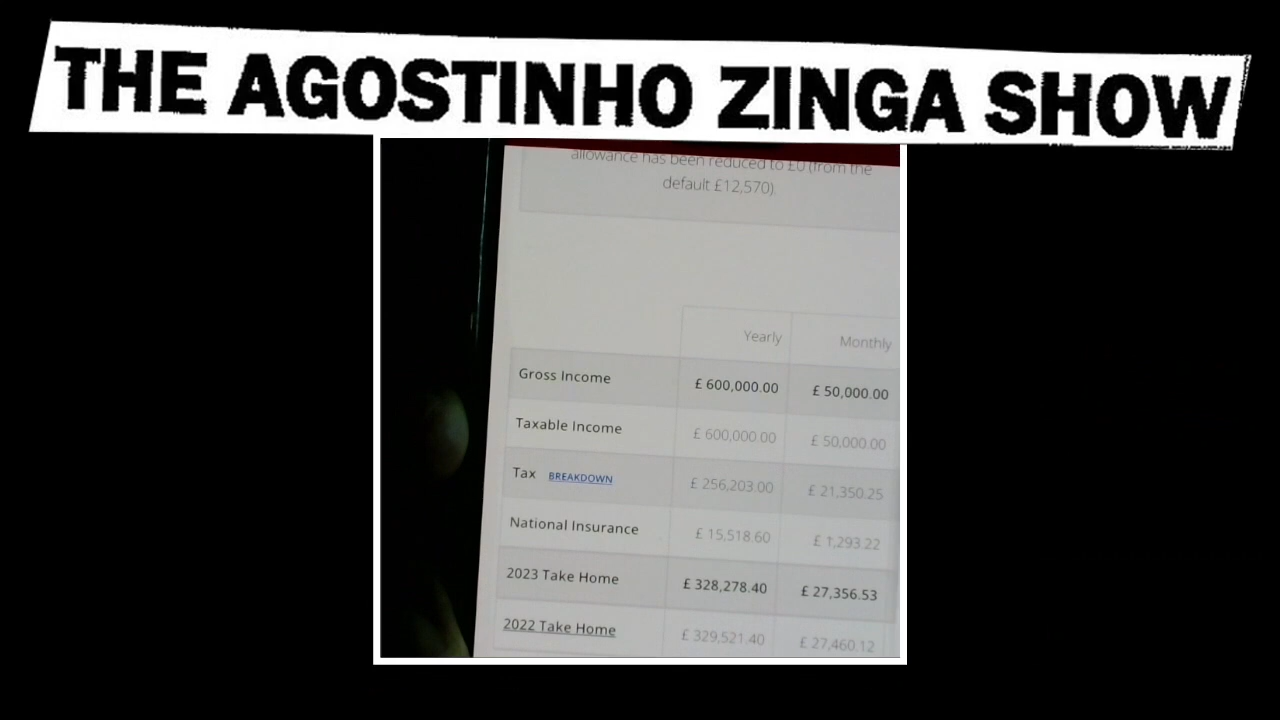 THE AGOSTINHO ZINGA SHOW
allowance has been reduced to £0 (from the
default £12,570).
Yearly Monthly
Gross Income £ 600,000.00 £ 50,000.00
Taxable Income £ 600,000.00 £ 50,000.00
Tax BREAKDOWN £ 256,203.00 £ 21,350.25
National Insurance £ 15,518.60 £ 1,293.22
2023 Take Home £ 328,278.40 £ 27,356.53
2022 Take Home £ 329,521.40 £ 27,460.12